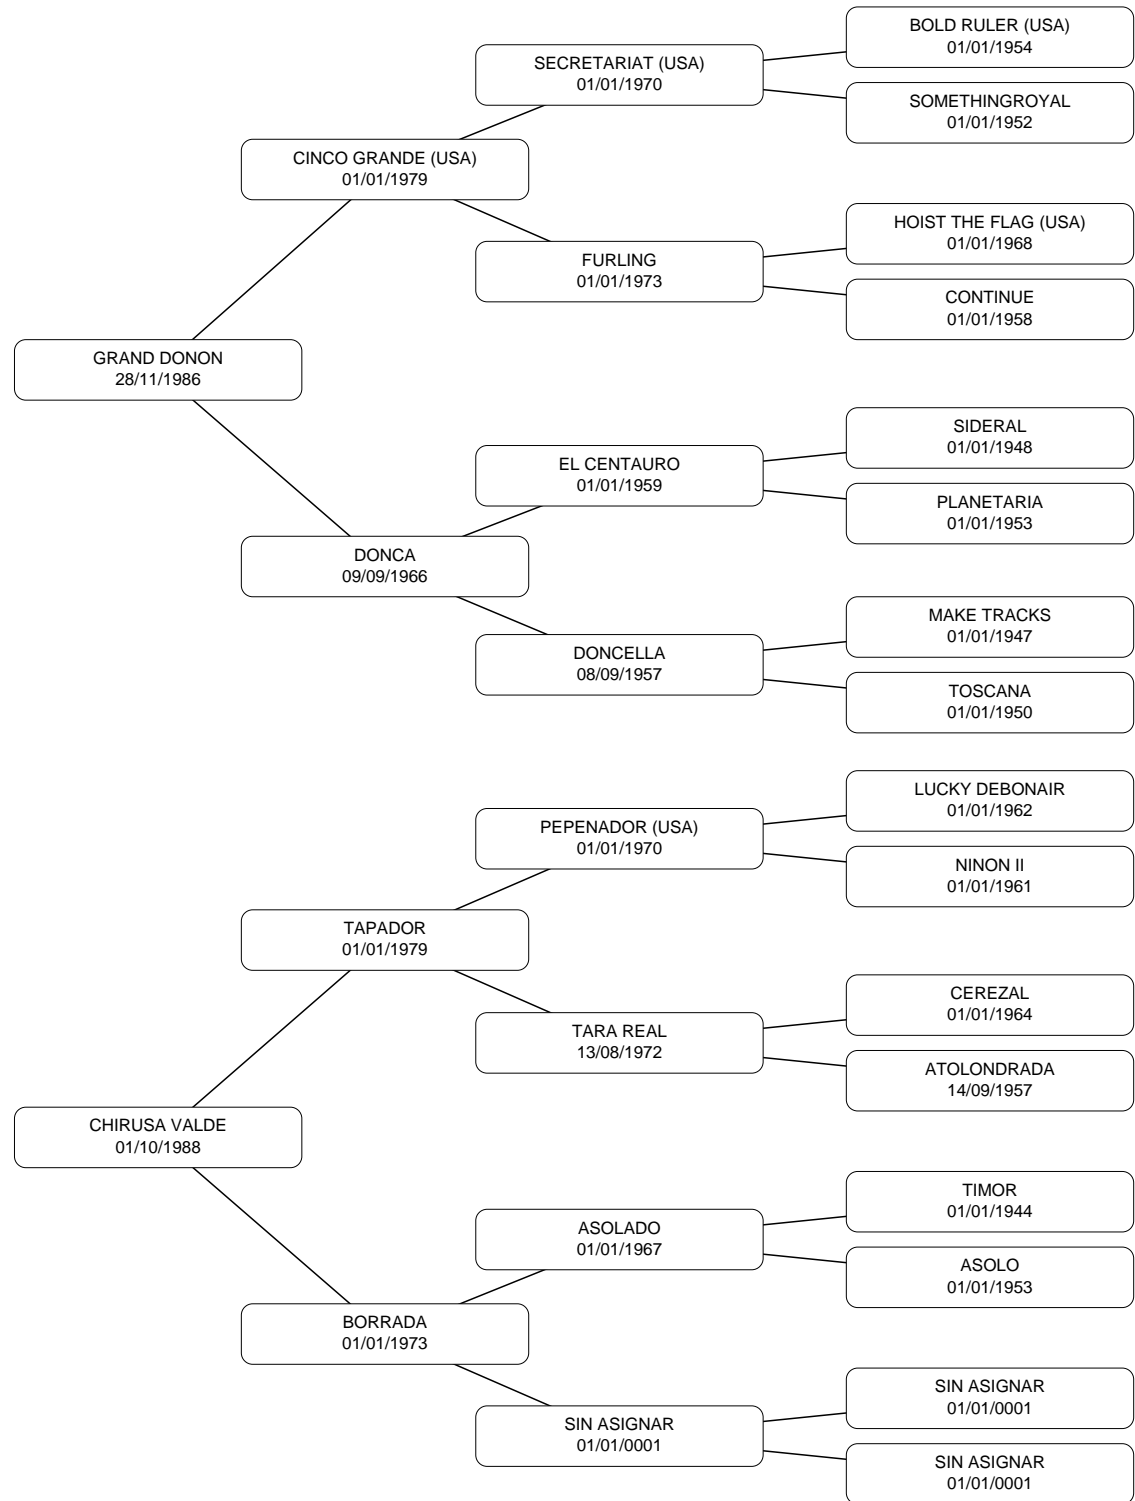 BOLD RULER (USA)
01/01/1954
SECRETARIAT (USA)
01/01/1970
SOMETHINGROYAL
01/01/1952
CINCO GRANDE (USA)
01/01/1979
HOIST THE FLAG (USA)
01/01/1968
FURLING
01/01/1973
CONTINUE
01/01/1958
GRAND DONON
28/11/1986
SIDERAL
01/01/1948
EL CENTAURO
01/01/1959
PLANETARIA
01/01/1953
DONCA
09/09/1966
MAKE TRACKS
01/01/1947
DONCELLA
08/09/1957
TOSCANA
01/01/1950
LUCKY DEBONAIR
01/01/1962
PEPENADOR (USA)
01/01/1970
NINON II
01/01/1961
TAPADOR
01/01/1979
CEREZAL
01/01/1964
TARA REAL
13/08/1972
ATOLONDRADA
14/09/1957
CHIRUSA VALDE
01/10/1988
TIMOR
01/01/1944
ASOLADO
01/01/1967
ASOLO
01/01/1953
BORRADA
01/01/1973
SIN ASIGNAR
01/01/0001
SIN ASIGNAR
01/01/0001
SIN ASIGNAR
01/01/0001